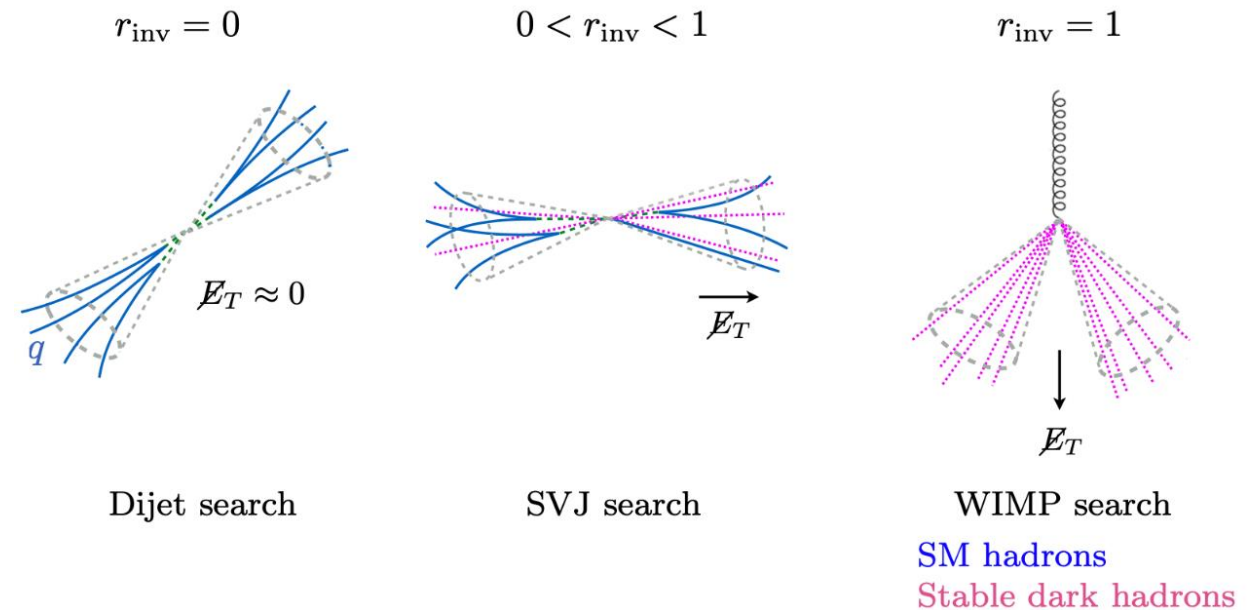 r_inv = 0
0 < r_inv < 1
r_inv = 1
q
E̸_T ≈ 0
E̸_T
E̸_T
Dijet search
SVJ search
WIMP search
SM hadrons
Stable dark hadrons